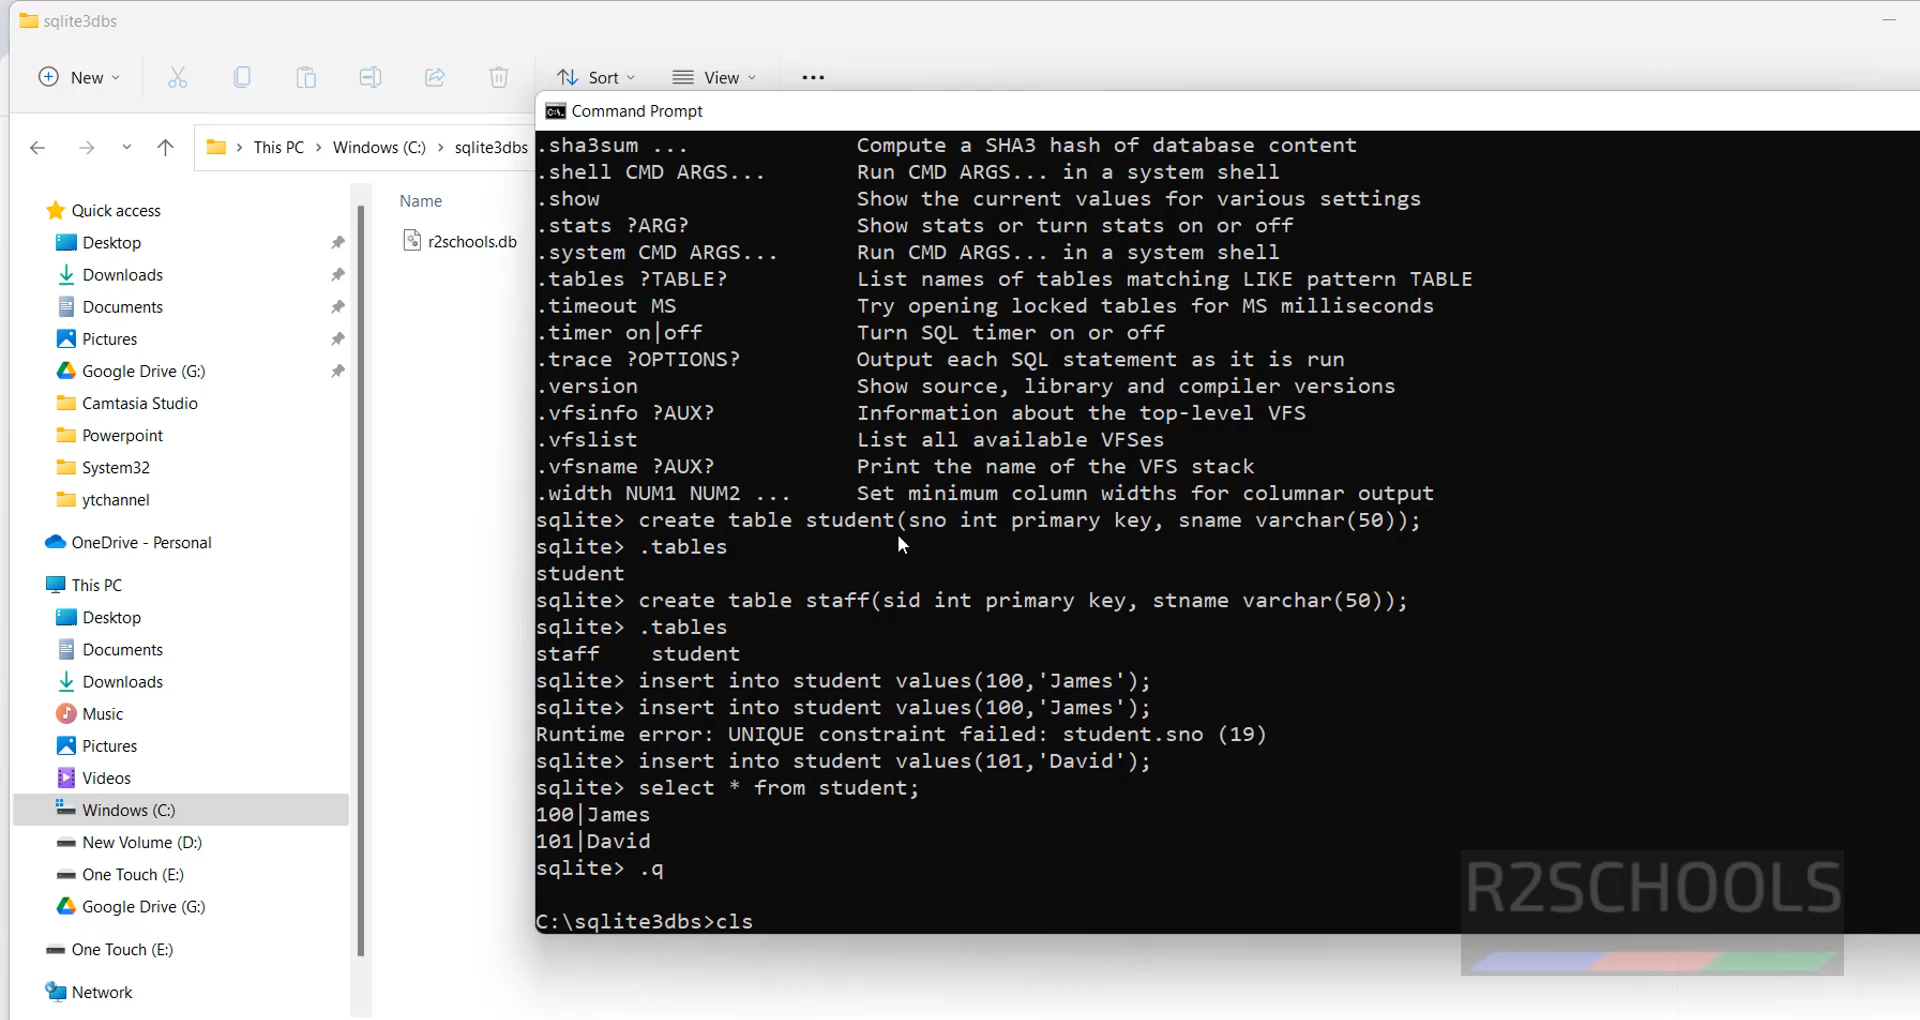 sqlite3dbs
New
Sort
View
This PC > Windows (C:) > sqlite3dbs
Name
r2schools.db
Quick access
Desktop
Downloads
Documents
Pictures
Google Drive (G:)
Camtasia Studio
Powerpoint
System32
ytchannel
OneDrive - Personal
This PC
Desktop
Documents
Downloads
Music
Pictures
Videos
Windows (C:)
New Volume (D:)
One Touch (E:)
Google Drive (G:)
One Touch (E:)
Network
Command Prompt
.sha3sum ... Compute a SHA3 hash of database content
.shell CMD ARGS... Run CMD ARGS... in a system shell
.show Show the current values for various settings
.stats ?ARG? Show stats or turn stats on or off
.system CMD ARGS... Run CMD ARGS... in a system shell
.tables ?TABLE? List names of tables matching LIKE pattern TABLE
.timeout MS Try opening locked tables for MS milliseconds
.timer on|off Turn SQL timer on or off
.trace ?OPTIONS? Output each SQL statement as it is run
.version Show source, library and compiler versions
.vfsinfo ?AUX? Information about the top-level VFS
.vfslist List all available VFSes
.vfsname ?AUX? Print the name of the VFS stack
.width NUM1 NUM2 ... Set minimum column widths for columnar output
sqlite> create table student(sno int primary key, sname varchar(50));
sqlite> .tables
student
sqlite> create table staff(sid int primary key, stname varchar(50));
sqlite> .tables
staff student
sqlite> insert into student values(100,'James');
sqlite> insert into student values(100,'James');
Runtime error: UNIQUE constraint failed: student.sno (19)
sqlite> insert into student values(101,'David');
sqlite> select * from student;
100|James
101|David
sqlite> .q
C:\sqlite3dbs>cls
R2SCHOOLS